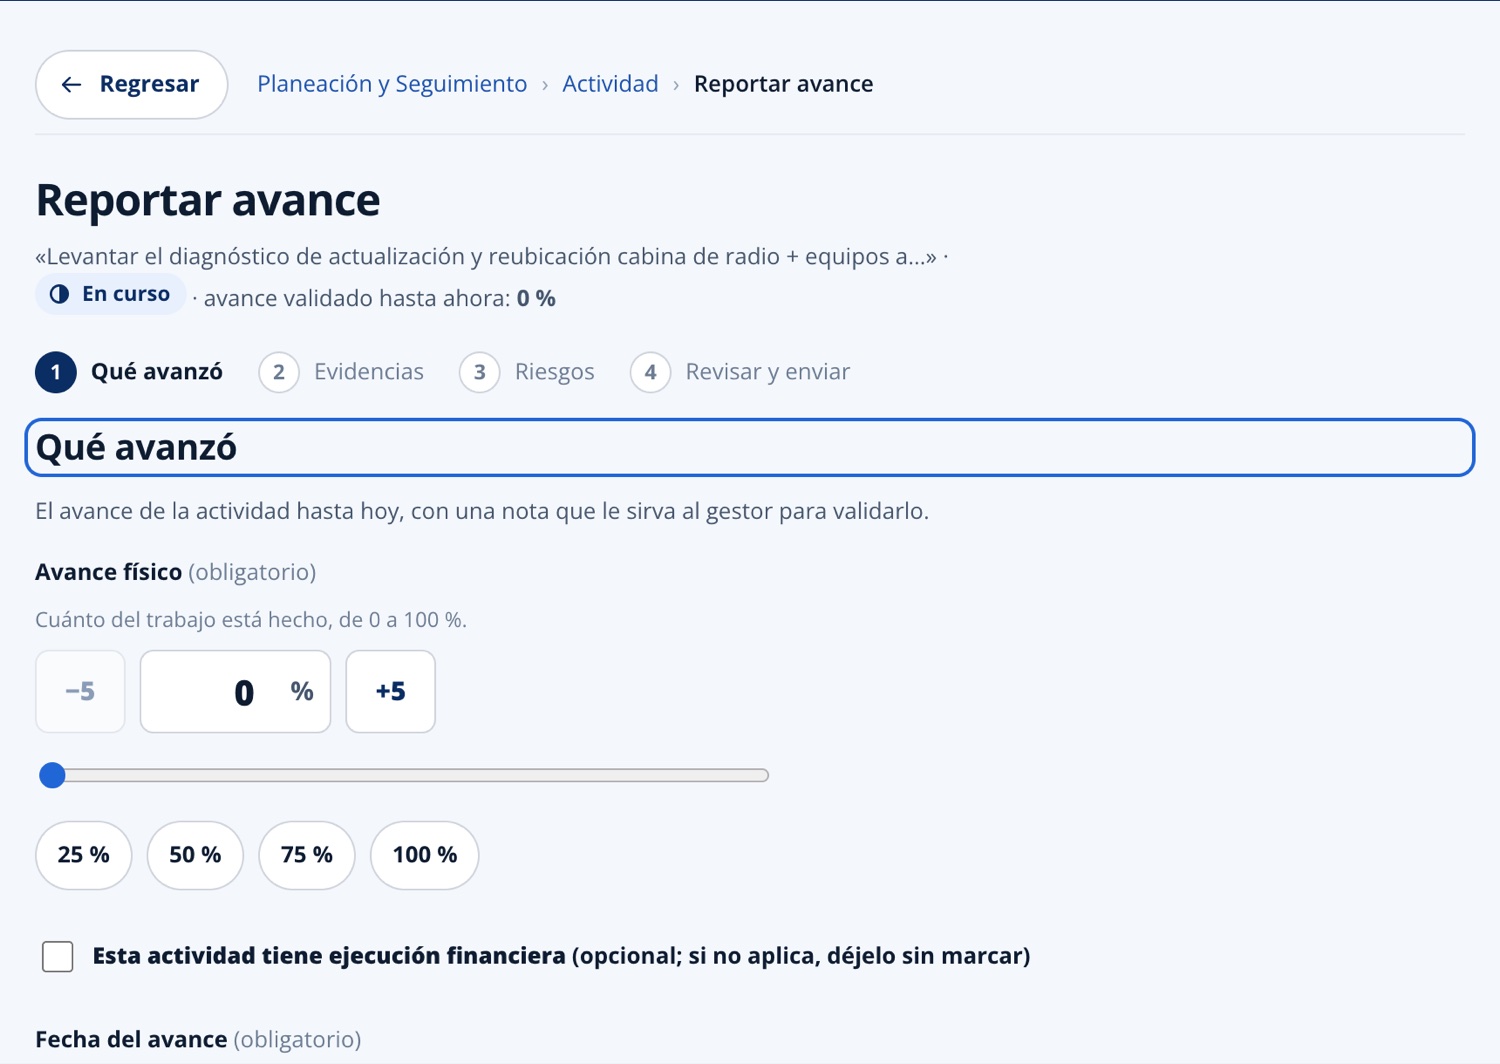 ← Regresar Planeación y Seguimiento › Actividad › Reportar avance
Reportar avance
«Levantar el diagnóstico de actualización y reubicación cabina de radio + equipos a...» ·
En curso · avance validado hasta ahora: 0 %
1 Qué avanzó 2 Evidencias 3 Riesgos 4 Revisar y enviar
Qué avanzó
El avance de la actividad hasta hoy, con una nota que le sirva al gestor para validarlo.
Avance físico (obligatorio)
Cuánto del trabajo está hecho, de 0 a 100 %.
−5 0 % +5
25 % 50 % 75 % 100 %
Esta actividad tiene ejecución financiera (opcional; si no aplica, déjelo sin marcar)
Fecha del avance (obligatorio)